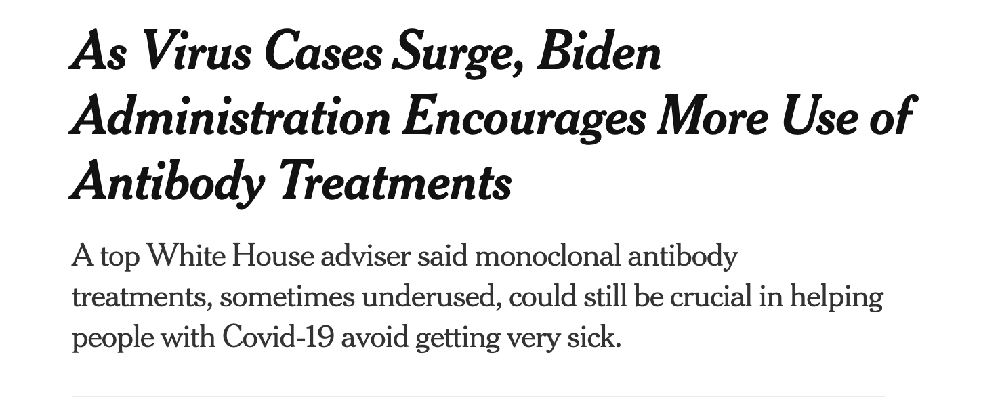 As Virus Cases Surge, Biden
Administration Encourages More Use of
Antibody Treatments
A top White House adviser said monoclonal antibody
treatments, sometimes underused, could still be crucial in helping
people with Covid-19 avoid getting very sick.